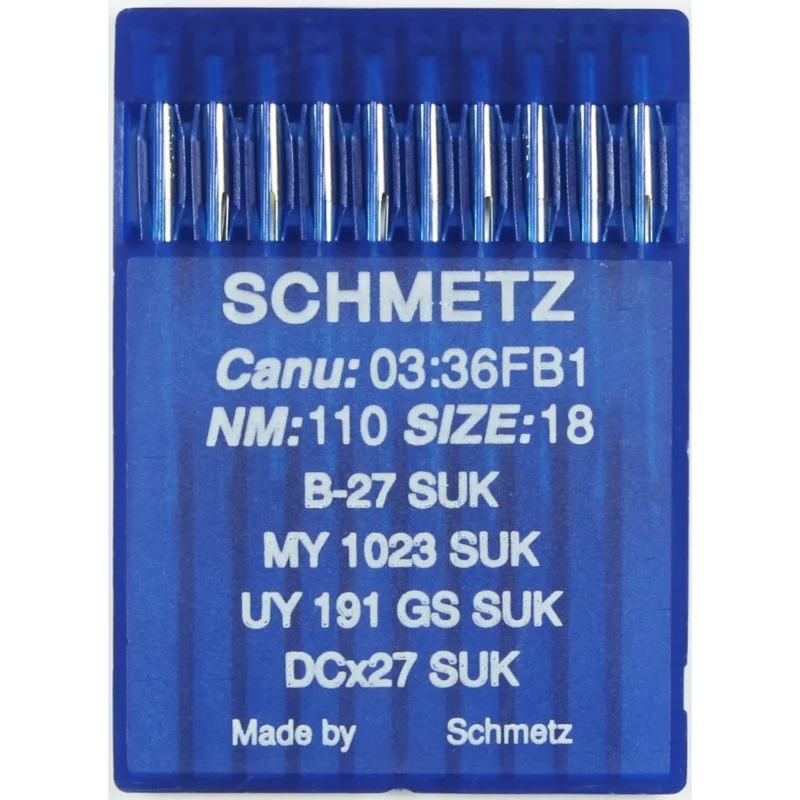 SCHMETZ
Canu: 03:36FB1
NM:110 SIZE:18
B-27 SUK
MY 1023 SUK
UY 191 GS SUK
DCx27 SUK
Made by Schmetz